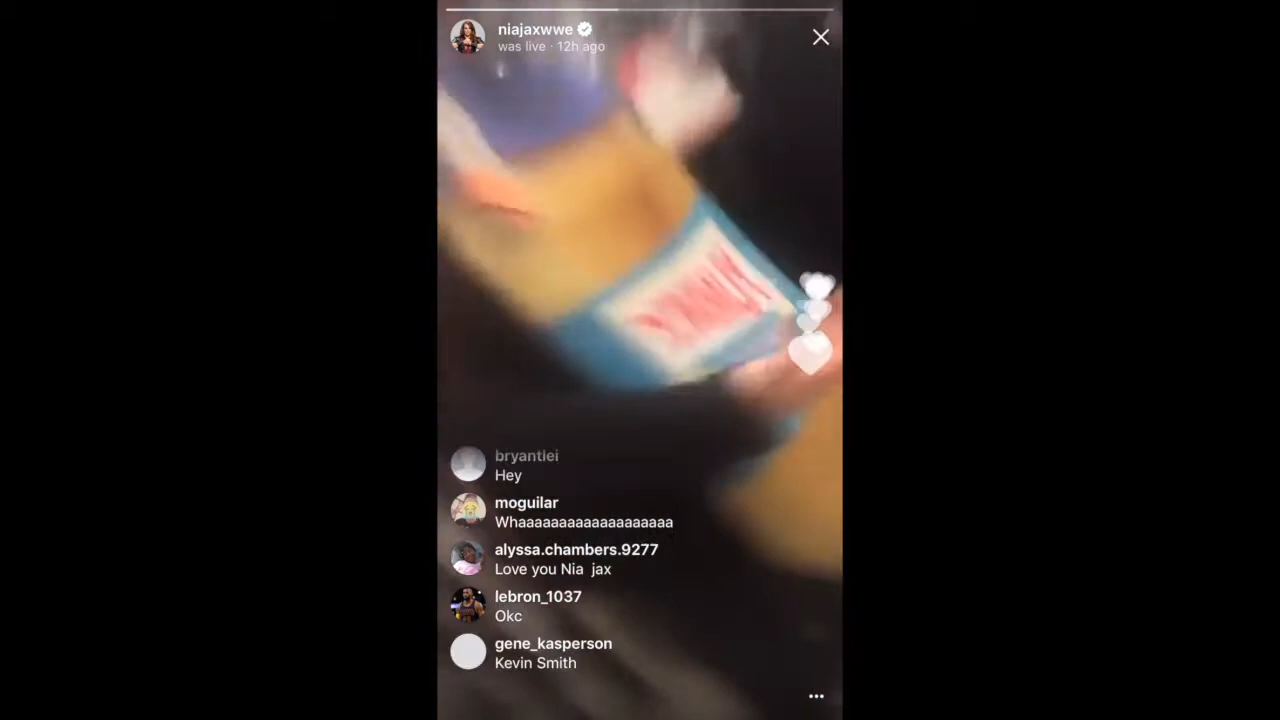 niajaxwwe
was live · 12h ago
bryantlei
Hey
moguilar
Whaaaaaaaaaaaaaaaaaaa
alyssa.chambers.9277
Love you Nia jax
lebron_1037
Okc
gene_kasperson
Kevin Smith